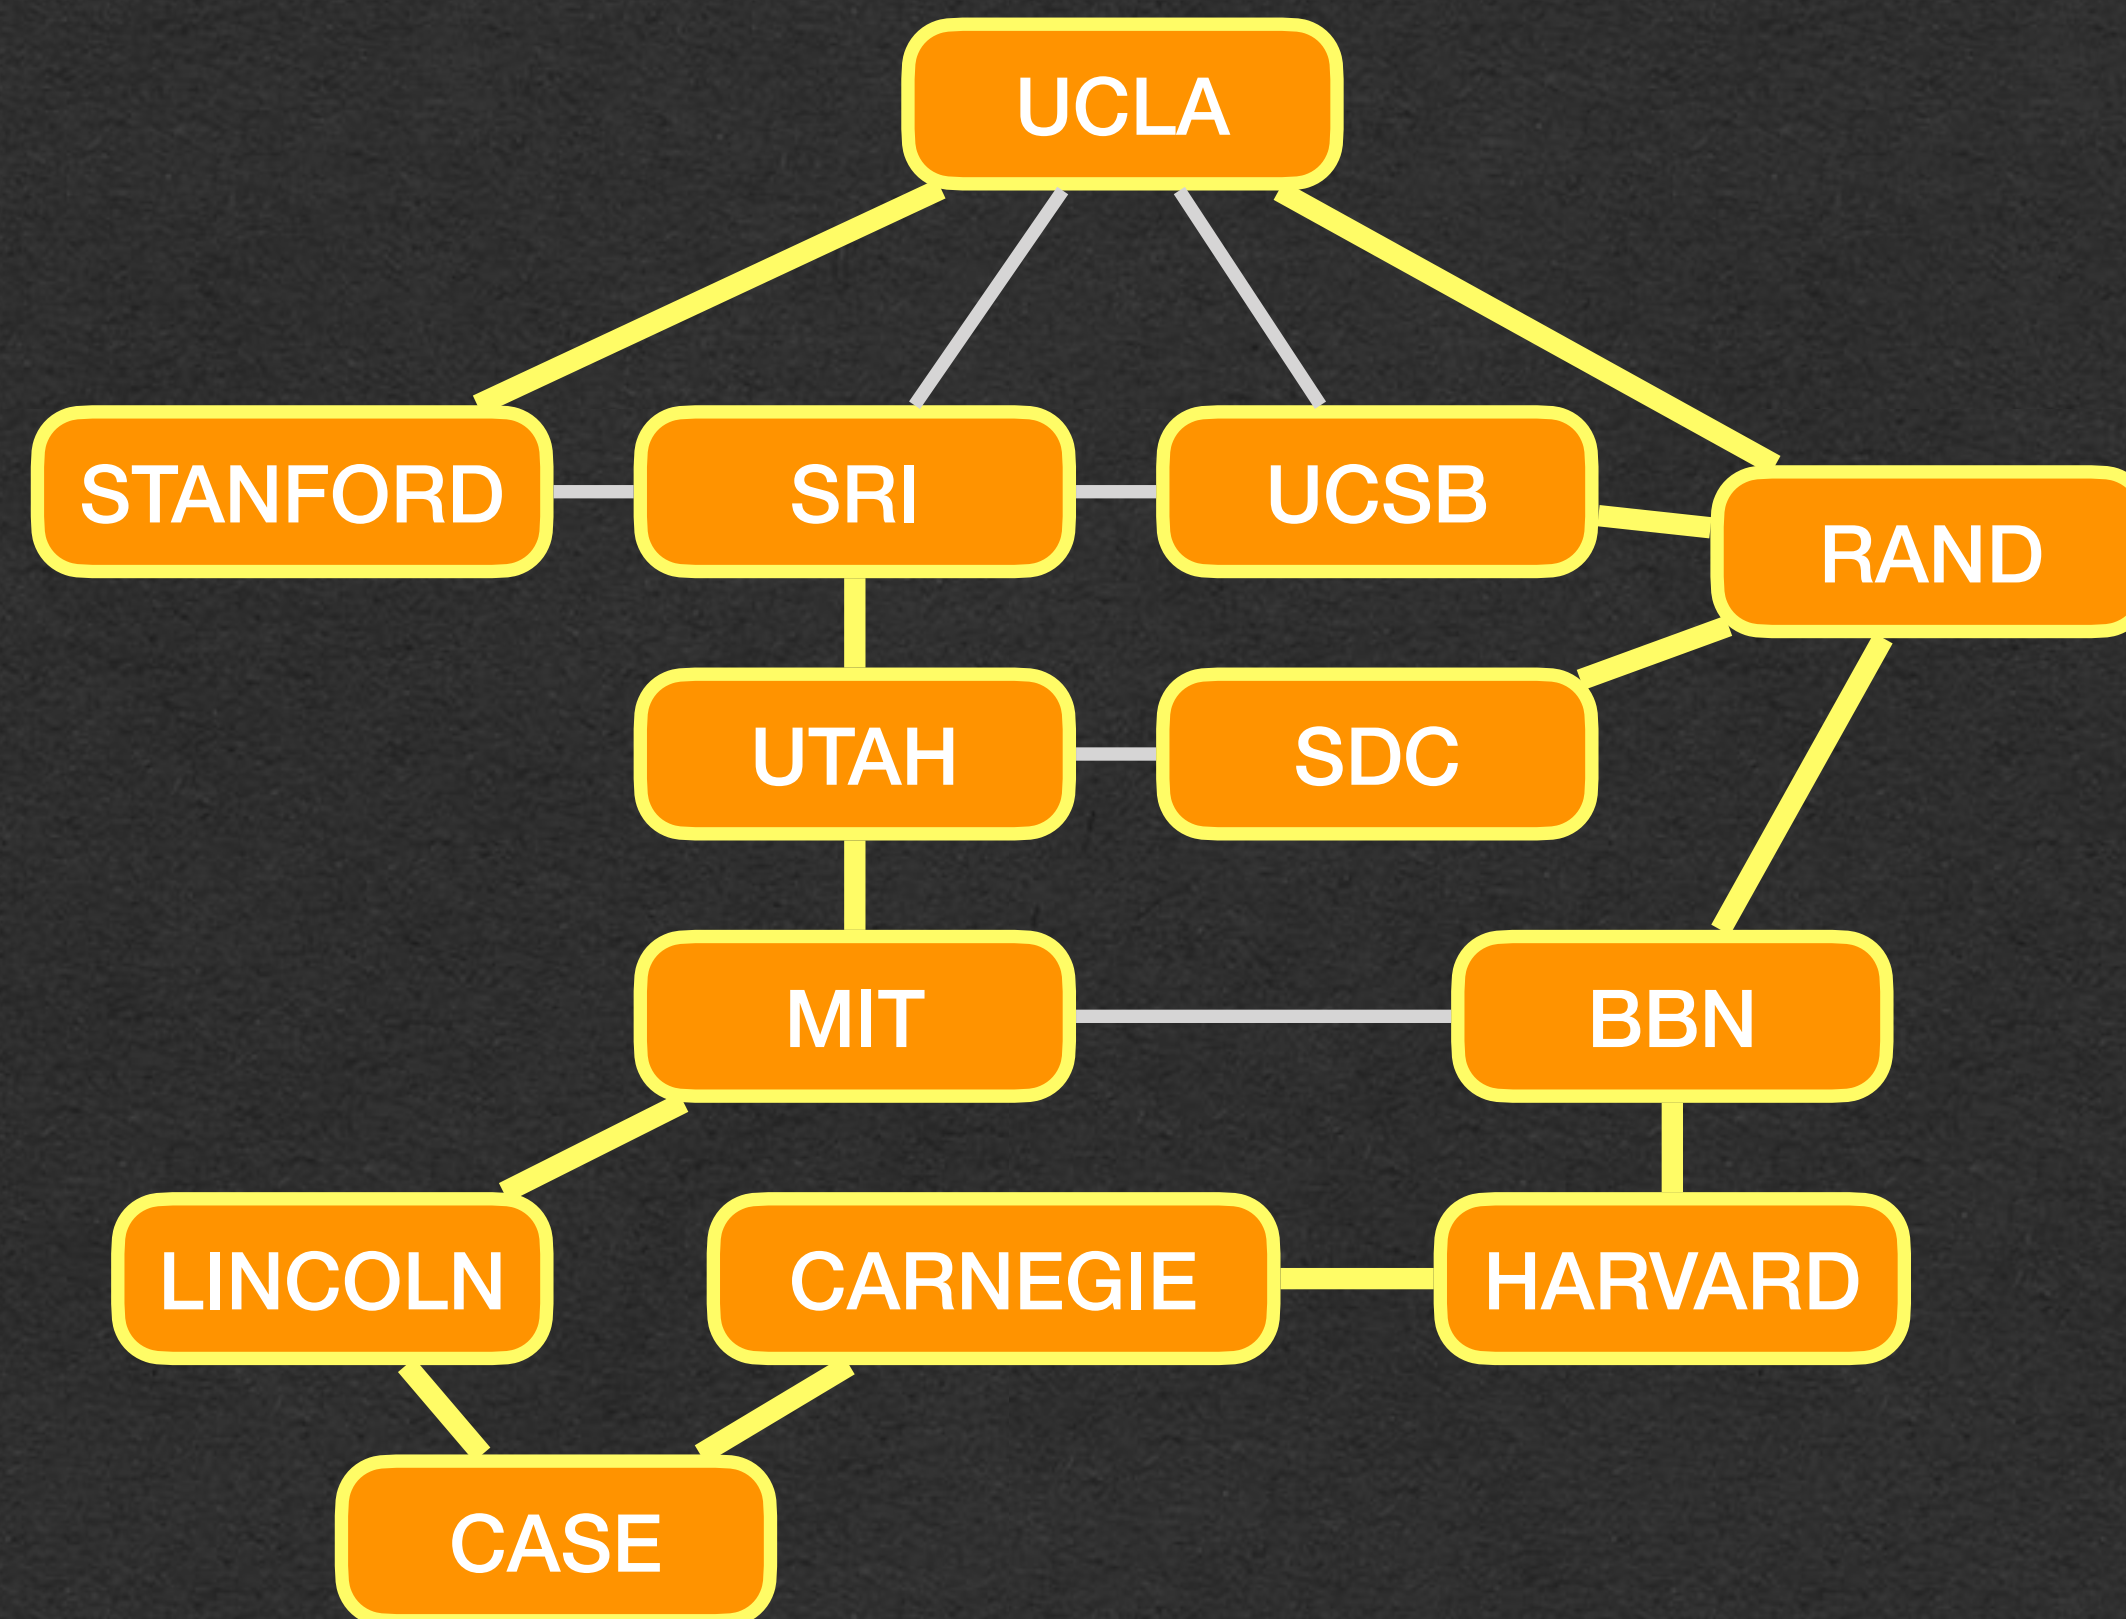 UCLA
STANFORD
SRI
UCSB
RAND
UTAH
SDC
MIT
BBN
LINCOLN
CARNEGIE
HARVARD
CASE